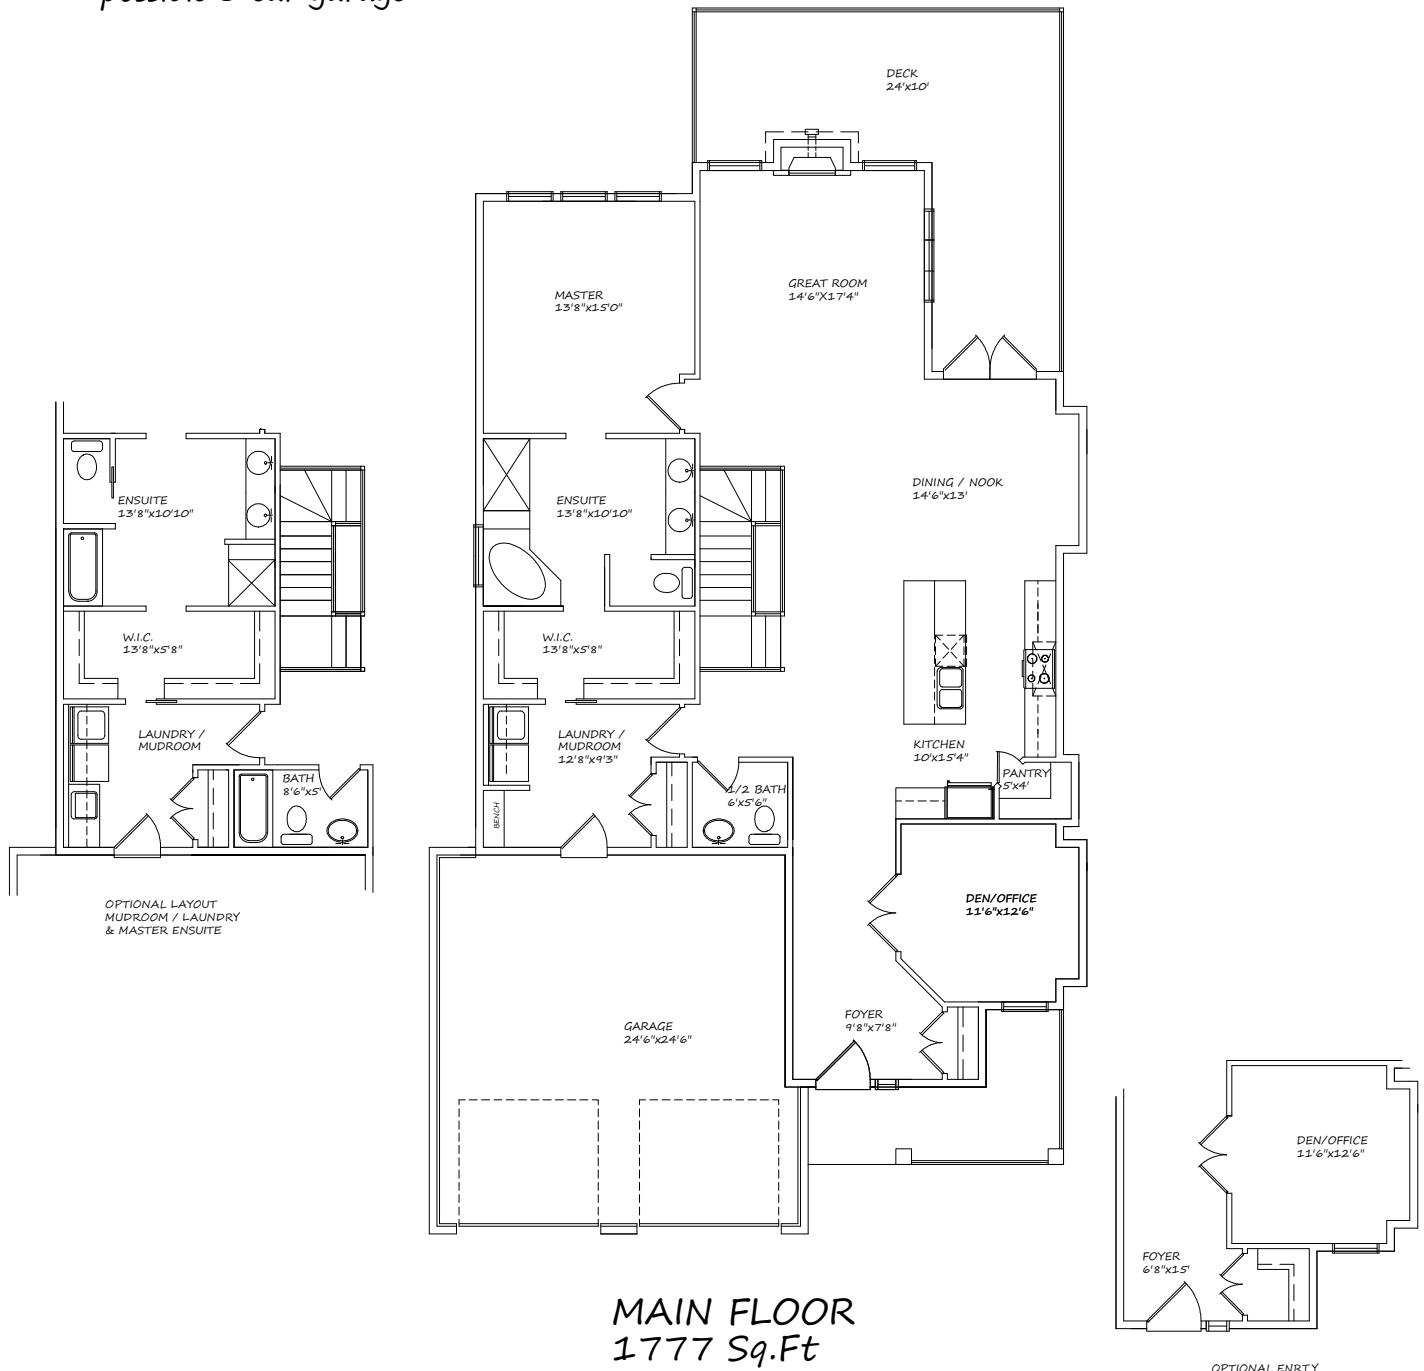 possible 3 car garage
DECK
24'x10'
GREAT ROOM
14'6"X17'4"
MASTER
13'8"x15'0"
DINING / NOOK
14'6"x13'
ENSUITE
13'8"x10'10"
ENSUITE
13'8"x10'10"
W.I.C.
13'8"x5'8"
W.I.C.
13'8"x5'8"
LAUNDRY /
MUDROOM
LAUNDRY /
MUDROOM
12'8"x9'3"
KITCHEN
10'x15'4"
PANTRY
5'x4'
BATH
8'6"x5'
1/2 BATH
6'x5'6"
BENCH
OPTIONAL LAYOUT
MUDROOM / LAUNDRY
& MASTER ENSUITE
DEN/OFFICE
11'6"x12'6"
FOYER
9'8"x7'8"
GARAGE
24'6"x24'6"
DEN/OFFICE
11'6"x12'6"
FOYER
6'8"x15'
MAIN FLOOR
1777 Sq.Ft
OPTIONAL ENRTY